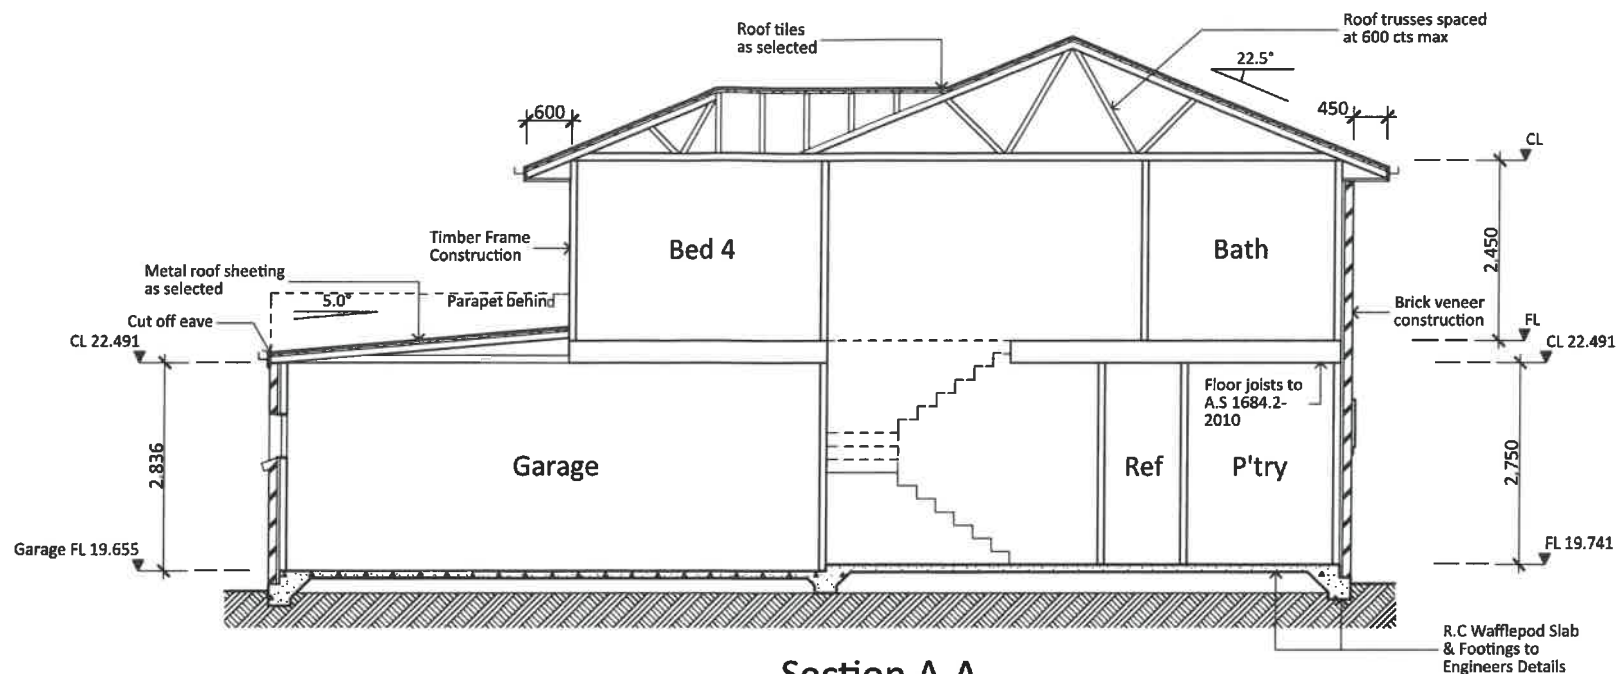 Roof tiles
as selected
Roof trusses spaced
at 600 cts max
22.5°
600
450
CL
Timber Frame
Construction
Bed 4
Bath
2,450
Metal roof sheeting
as selected
5.0°
Parapet behind
Brick veneer
construction
Cut off eave
FL
CL 22.491
CL 22.491
Floor joists to
A.S 1684.2-
2010
2,836
Garage
Ref
P'try
2,750
Garage FL 19.655
FL 19.741
R.C Wafflepod Slab
& Footings to
Engineers Details
Section A-A